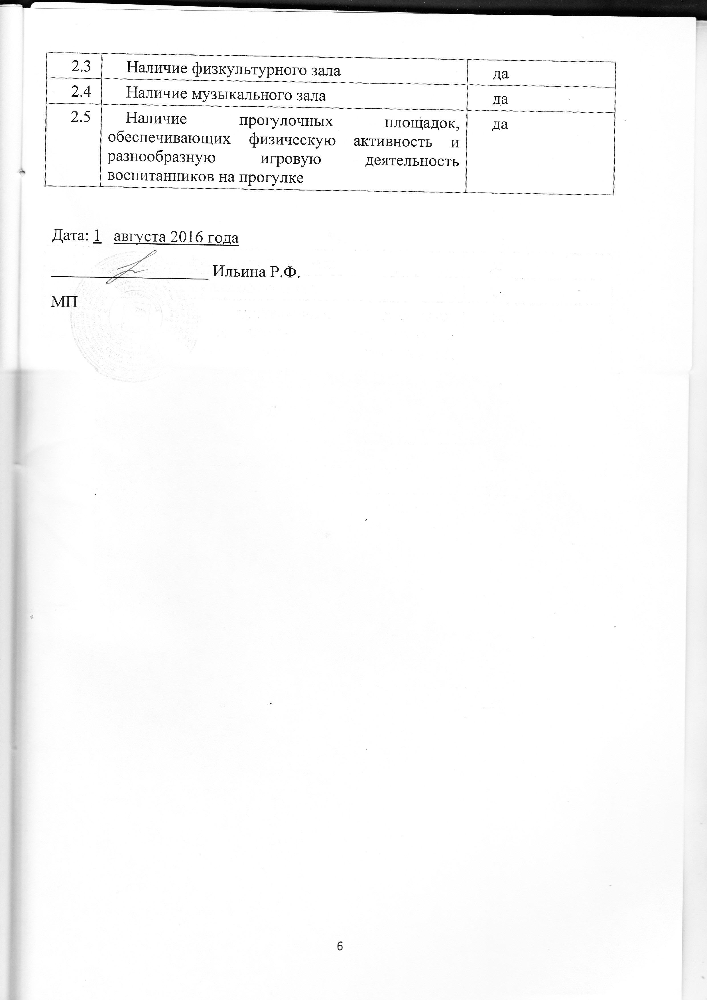 2.3 Наличие физкультурного зала да
2.4 Наличие музыкального зала да
2.5 Наличие прогулочных площадок, да
обеспечивающих физическую активность и
разнообразную игровую деятельность
воспитанников на прогулке
Дата: 1 августа 2016 года
Ильина Р.Ф.
МП
6